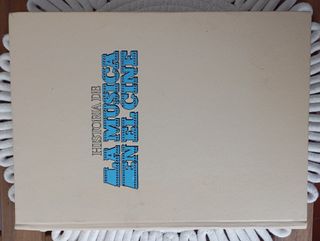 HISTORIA DE
LA MUSICA
EN EL CINE